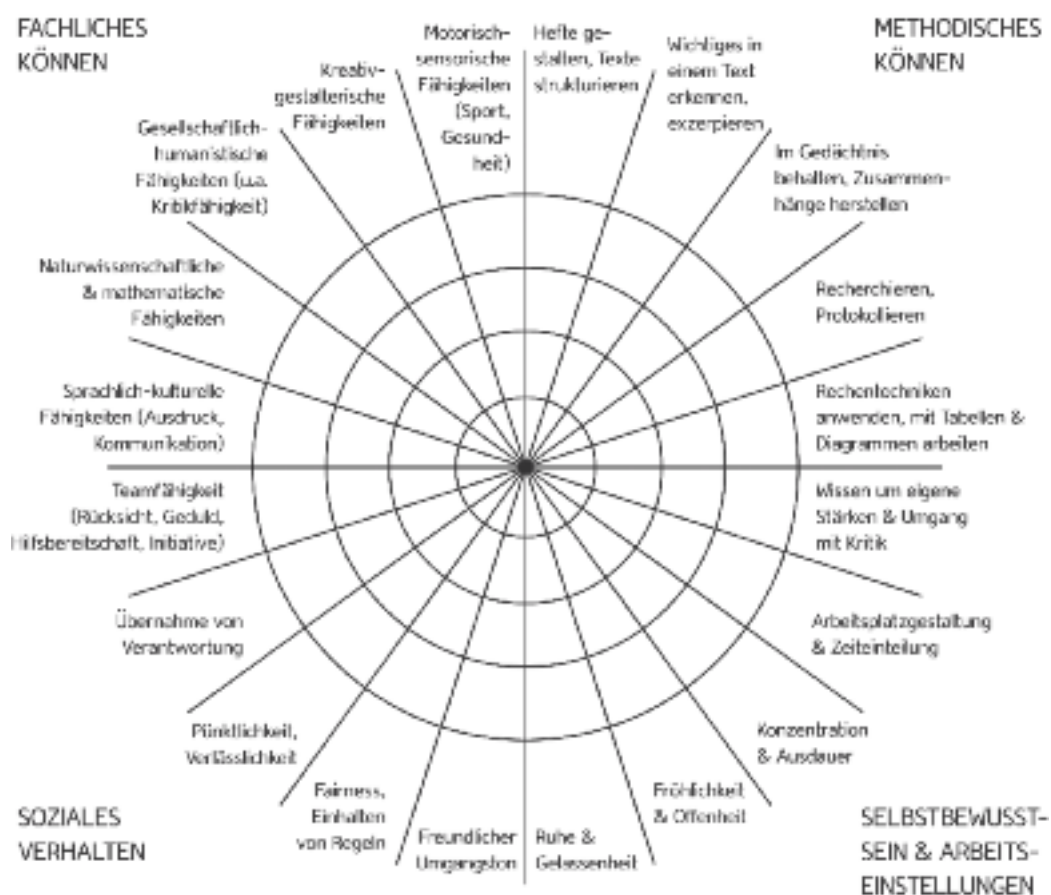 FACHLICHES
KÖNNEN
Kreativ-
gestalterische
Fähigkeiten
Motorisch-
sensorische
Fähigkeiten
(Sport,
Gesund-
heit)
Gesellschaftlich-
humanistische
Fähigkeiten (u.a.
Kritikfähigkeit)
Naturwissenschaftliche
& mathematische
Fähigkeiten
Sprachlich-kulturelle
Fähigkeiten (Ausdruck,
Kommunikation)
METHODISCHES
KÖNNEN
Hefte ge-
stalten, Texte
strukturieren
Wichtiges in
einem Text
erkennen,
exzerpieren
Im Gedächtnis
behalten, Zusammen-
hänge herstellen
Recherchieren,
Protokollieren
Rechentechniken
anwenden, mit Tabellen &
Diagrammen arbeiten
Teamfähigkeit
(Rücksicht, Geduld,
Hilfsbereitschaft, Initiative)
Übernahme von
Verantwortung
Pünktlichkeit,
Verlässlichkeit
Fairness,
Einhalten
von Regeln
Freundlicher
Umgangston
SOZIALES
VERHALTEN
Wissen um eigene
Stärken & Umgang
mit Kritik
Arbeitsplatzgestaltung
& Zeiteinteilung
Konzentration
& Ausdauer
Fröhlichkeit
& Offenheit
Ruhe &
Gelassenheit
SELBSTBEWUSST-
SEIN & ARBEITS-
EINSTELLUNGEN